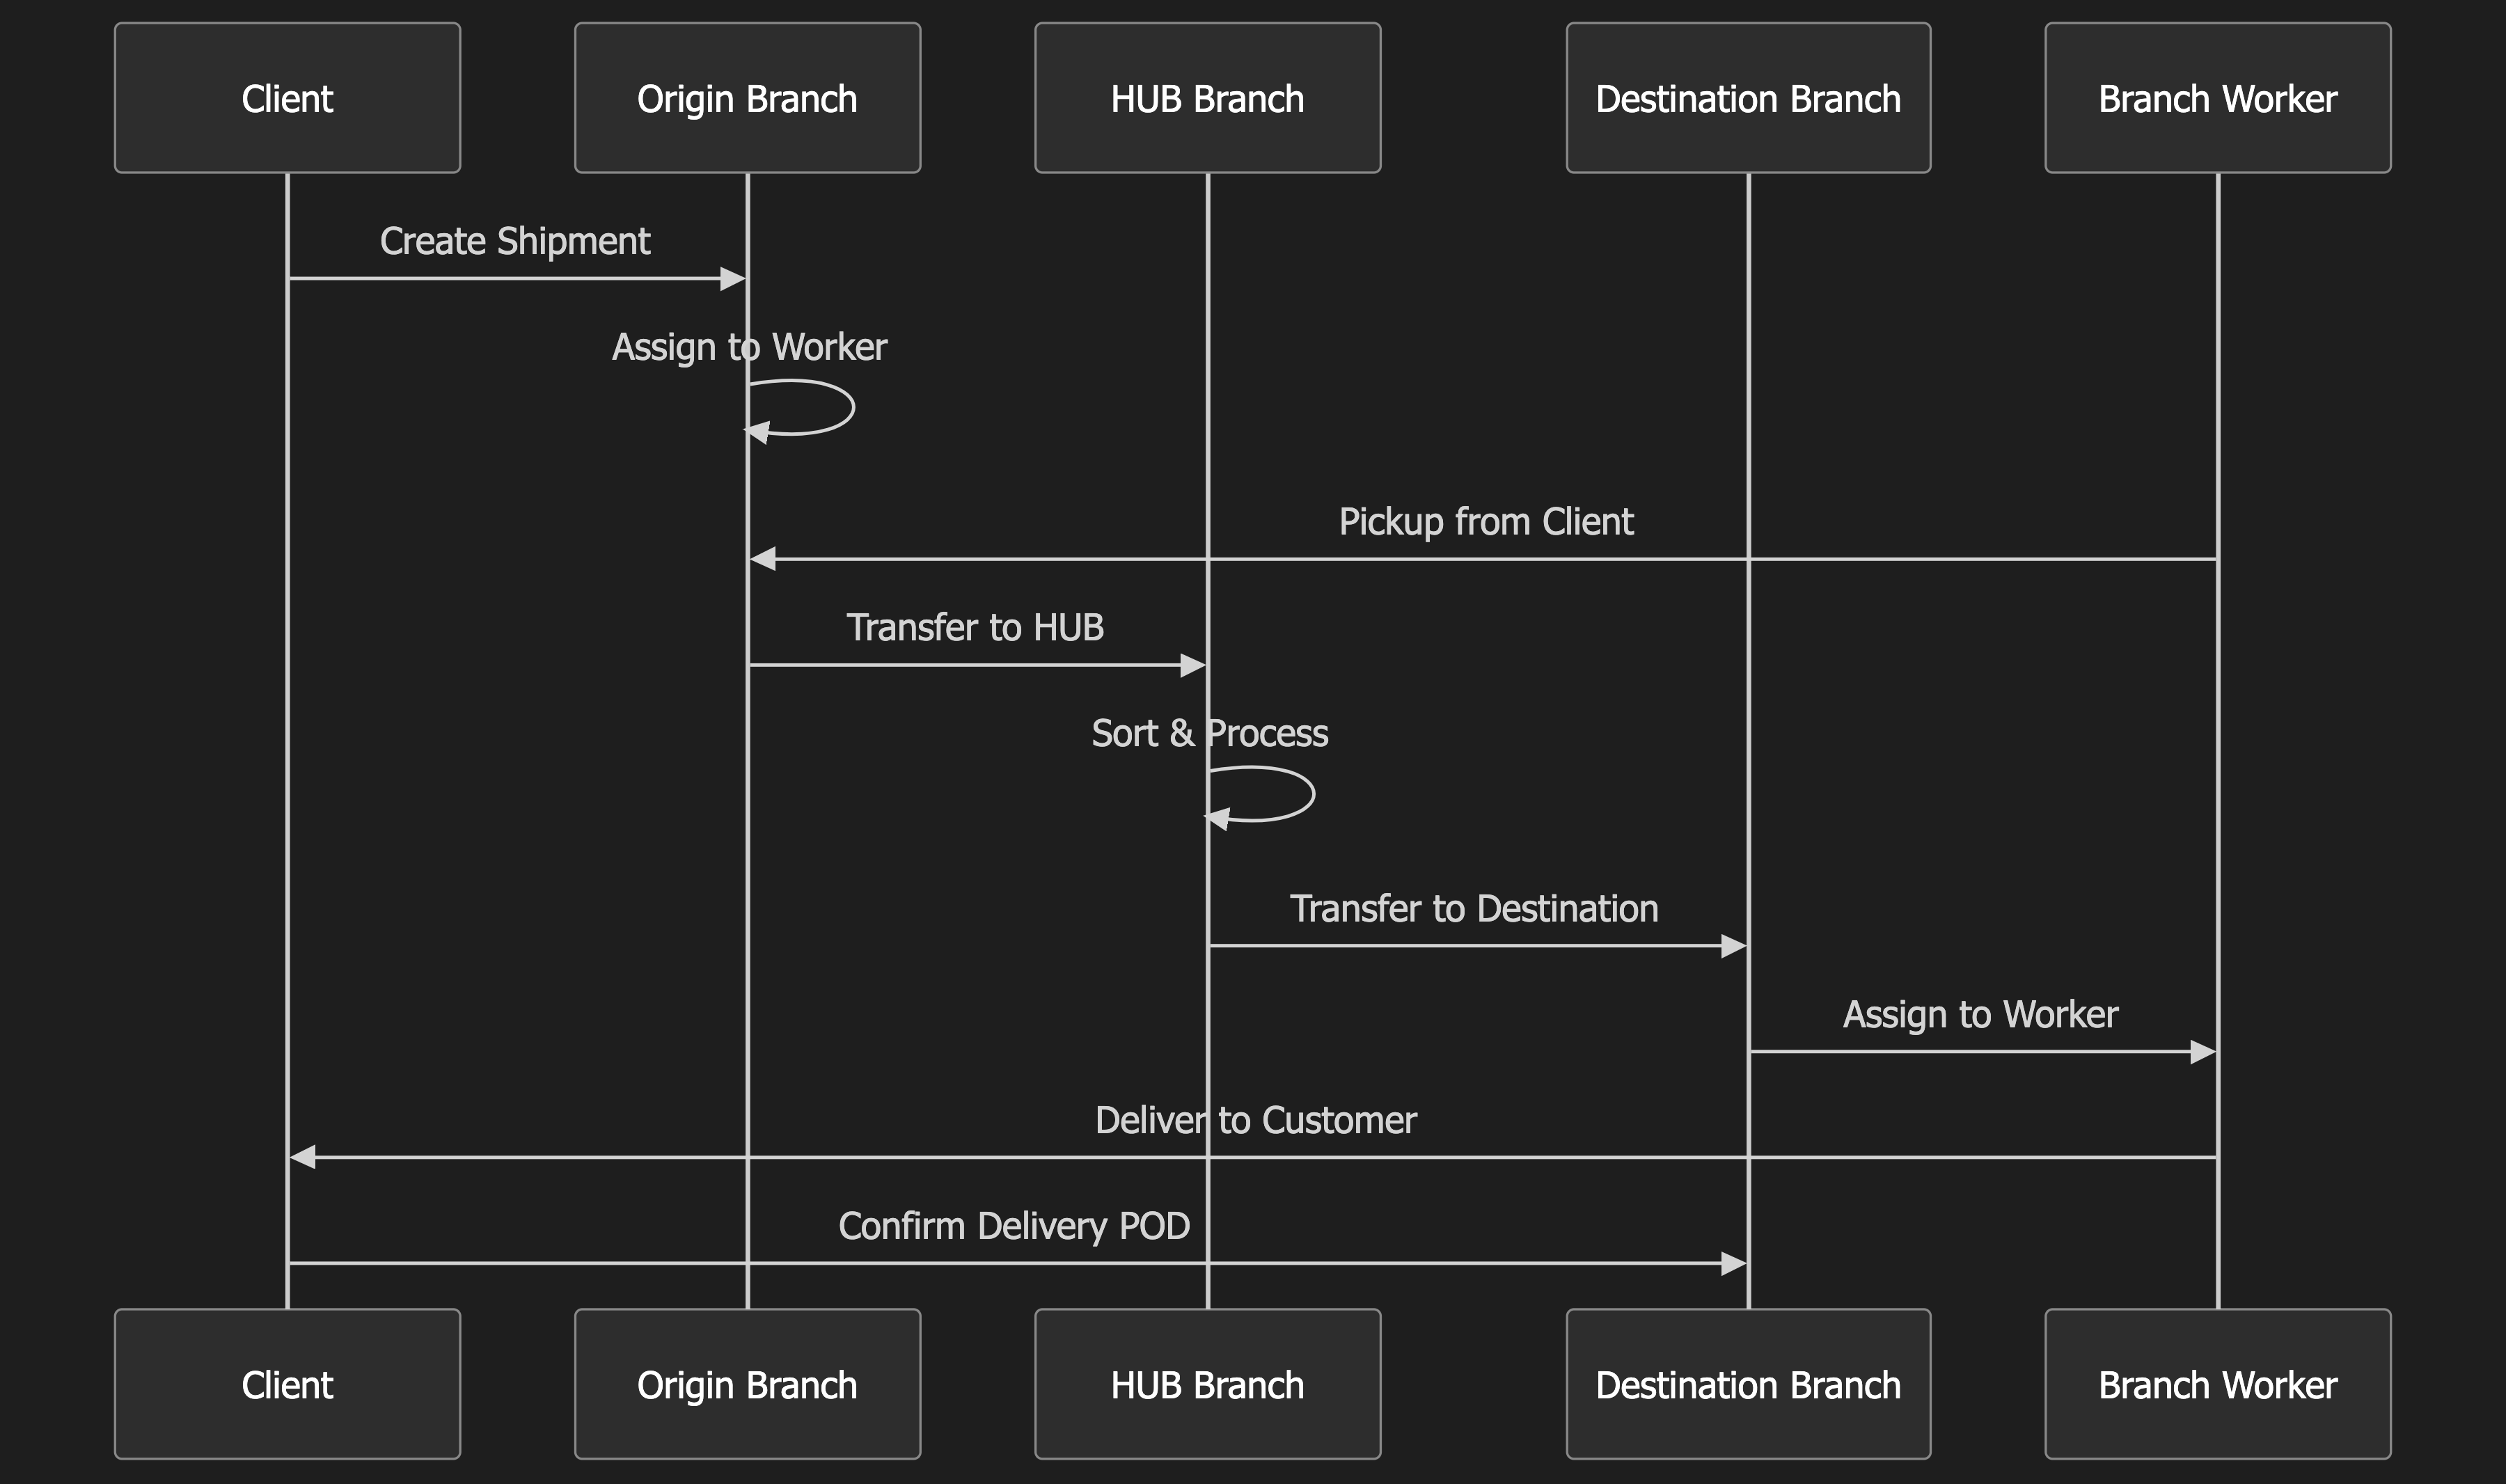 Client
Origin Branch
HUB Branch
Destination Branch
Branch Worker
Create Shipment
Assign to Worker
Pickup from Client
Transfer to HUB
Sort & Process
Transfer to Destination
Assign to Worker
Deliver to Customer
Confirm Delivery POD
Client
Origin Branch
HUB Branch
Destination Branch
Branch Worker